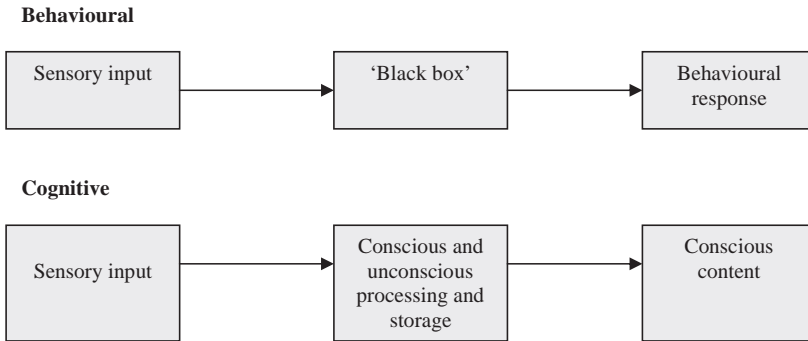 Behavioural
Sensory input
‘Black box’
Behavioural
response
Cognitive
Sensory input
Conscious and
unconscious
processing and
storage
Conscious
content